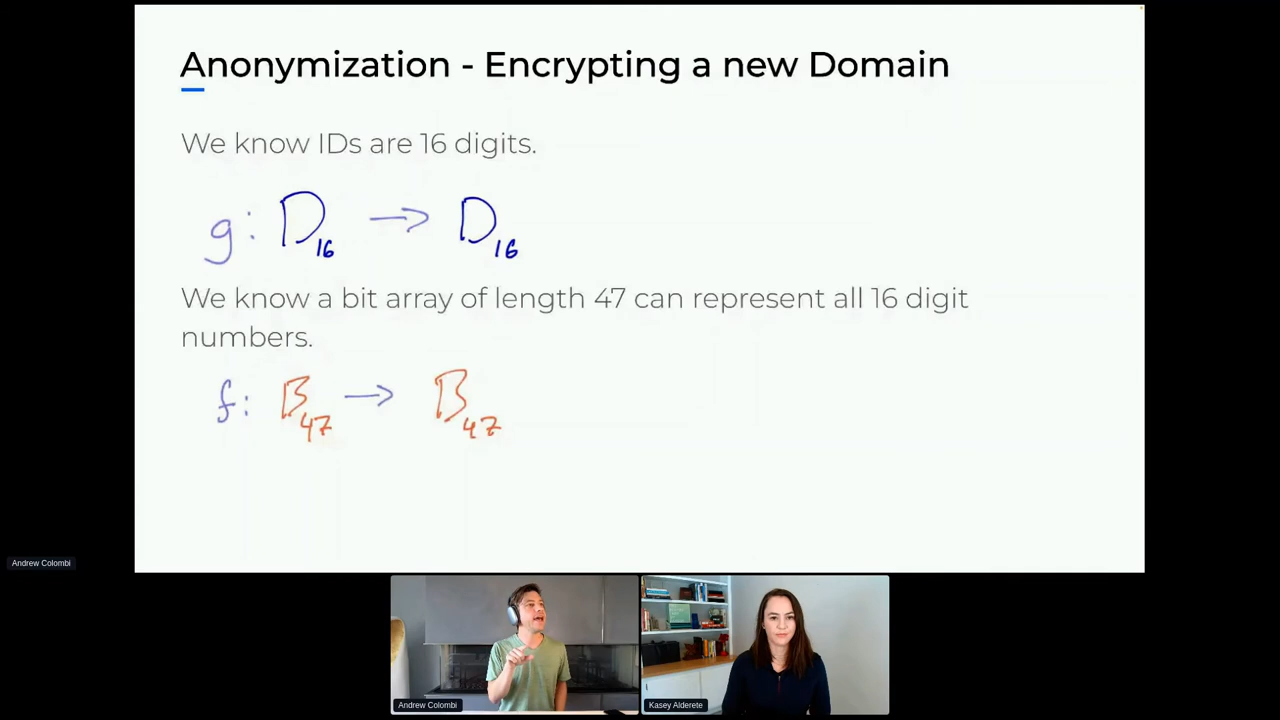 Anonymization - Encrypting a new Domain
We know IDs are 16 digits.
g: D16 → D16
We know a bit array of length 47 can represent all 16 digit
numbers.
f: B47 → B47
Andrew Colombi
Andrew Colombi
Kasey Alderete